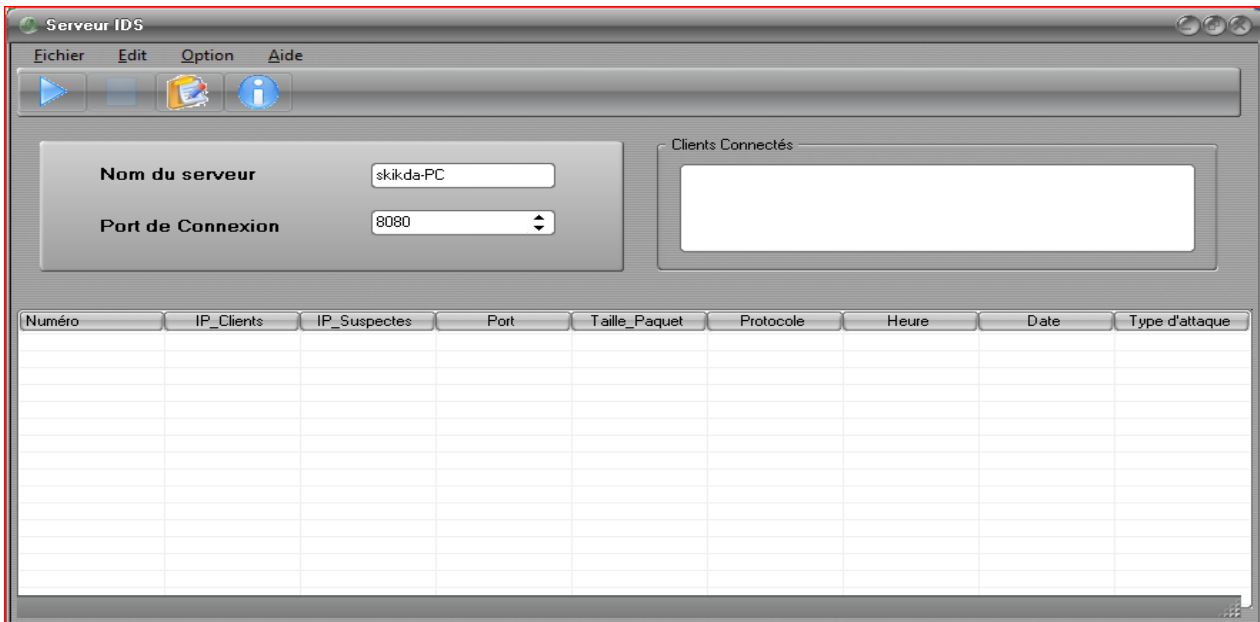 Serveur IDS
Fichier Edit Option Aide
Clients Connectés
Nom du serveur skikda-PC
Port de Connexion 8080
Numéro IP_Clients IP_Suspectes Port Taille_Paquet Protocole Heure Date Type d'attaque